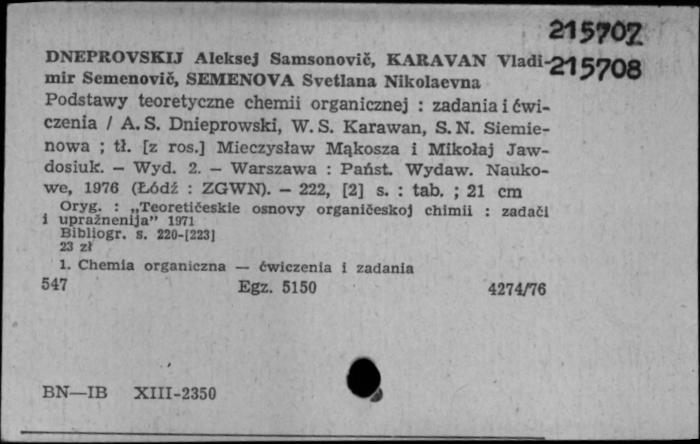 215707
DNEPROVSKIJ Aleksej Samsonovič, KARAVAN Vladi-
215708
mir Semenovič, SEMENOVA Svetlana Nikolaevna
Podstawy teoretyczne chemii organicznej : zadania i ćwi-
czenia / A. S. Dnieprowski, W. S. Karawan, S. N. Siemie-
nowa ; tł. [z ros.] Mieczysław Mąkosza i Mikołaj Jaw-
dosiuk. — Wyd. 2. — Warszawa : Państ. Wydaw. Nauko-
we, 1976 (Łódź : ZGWN). — 222, [2] s. : tab. ; 21 cm
Oryg. : „Teoretičeskie osnovy organičeskoj chimii : zadači
i upražnenija” 1971
Bibliogr. s. 220-[223]
23 zł
1. Chemia organiczna — ćwiczenia i zadania
547 Egz. 5150 4274/76
BN—IB XIII-2350